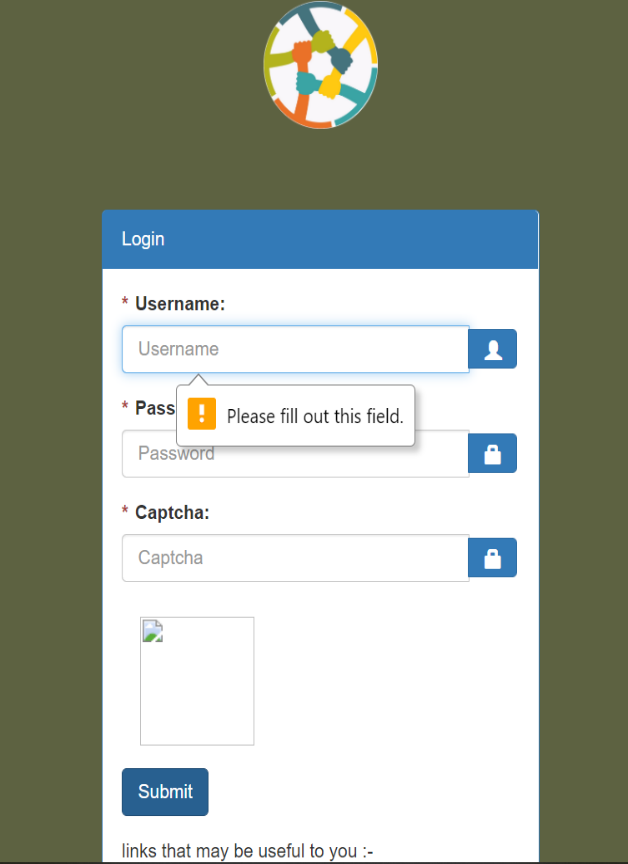 Login
* Username:
Username
* Pass
Please fill out this field.
Password
* Captcha:
Captcha
Submit
links that may be useful to you :-